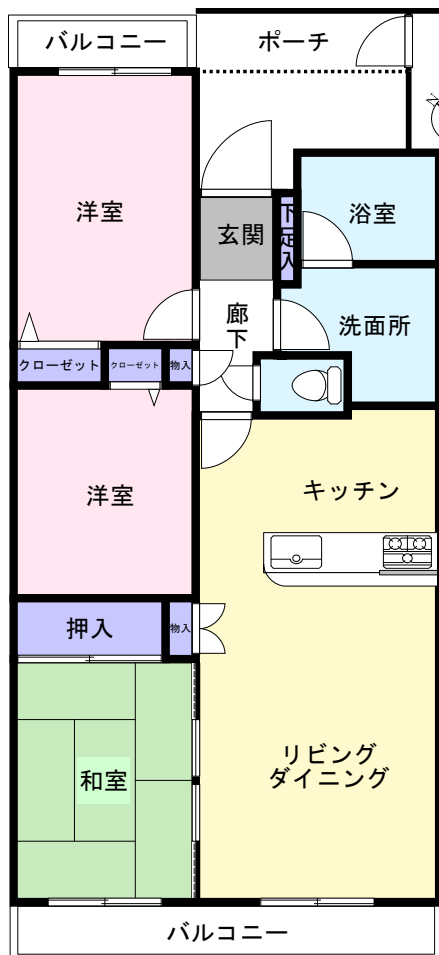 バルコニー
ポーチ
N
洋室
浴室
下足入
玄関
廊下
洗面所
クローゼット
クローゼット
物入
洋室
キッチン
押入
物入
リビング
ダイニング
和室
バルコニー